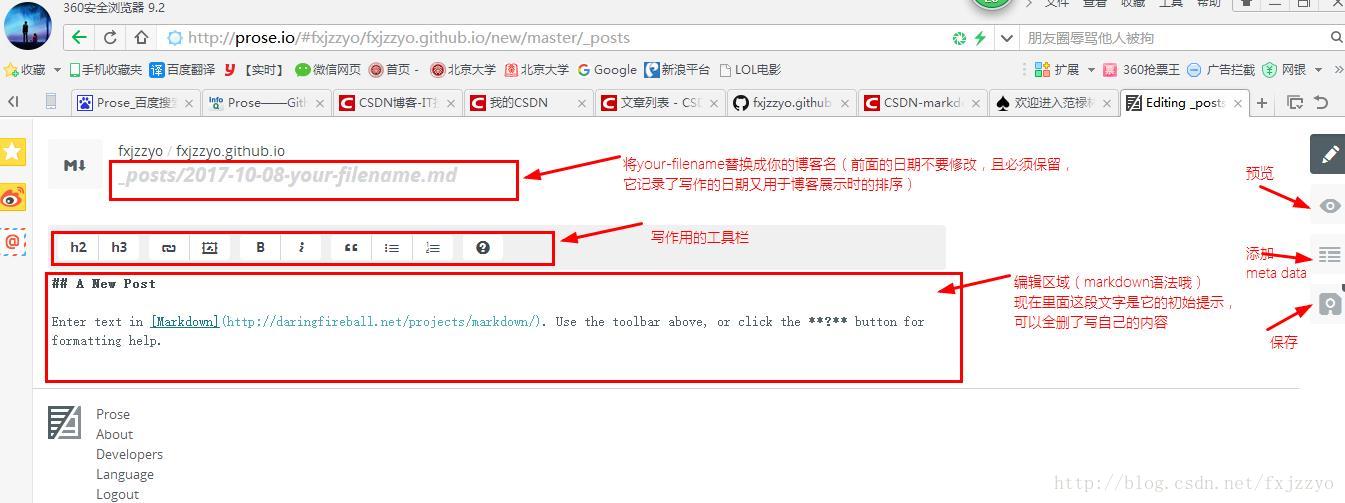 360安全浏览器 9.2
文件 查看 收藏 工具 帮助
http://prose.io/#fxjzzyo/fxjzzyo.github.io/new/master/_posts
朋友圈辱骂他人被拘
收藏 手机收藏夹 百度翻译 【实时】 微信网页 首页 - 北京大学 北京大学 Google 新浪平台 LOL电影 扩展 360抢票王 广告拦截 网银
Prose_百度搜 Prose——Git CSDN博客-IT 我的CSDN 文章列表 - CSD fxjzzyo.github CSDN-markd 欢迎进入范禄 Editing _posts
M↓
fxjzzyo / fxjzzyo.github.io
_posts/2017-10-08-your-filename.md
将your-filename替换成你的博客名（前面的日期不要修改，且必须保留，
它记录了写作的日期又用于博客展示时的排序）
预览
h2 h3 B i “ ?
写作用的工具栏
添加
meta data
## A New Post
Enter text in [Markdown](http://daringfireball.net/projects/markdown/). Use the toolbar above, or click the **?** button for
formatting help.
编辑区域（markdown语法哦）
现在里面这段文字是它的初始提示，
可以全删了写自己的内容
保存
Prose
About
Developers
Language
Logout
http://blog.csdn.net/fxjzzyo